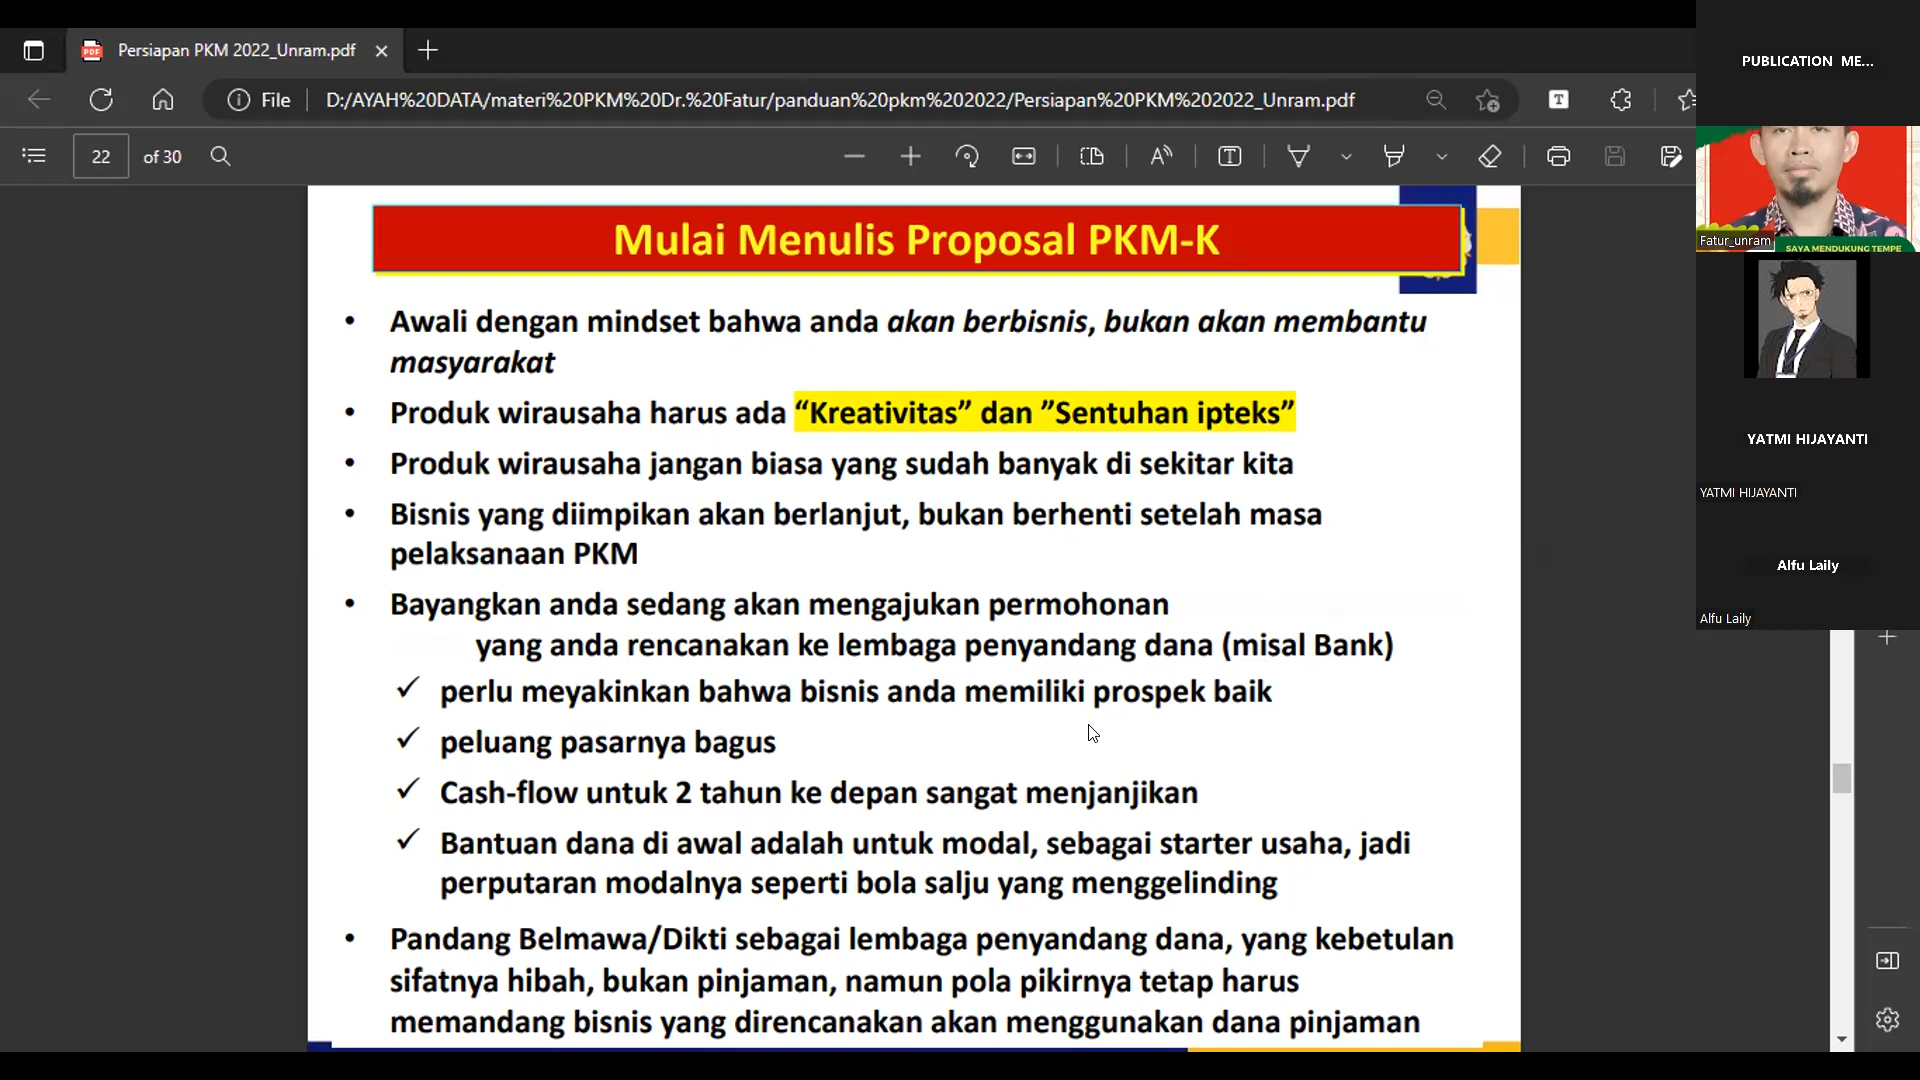 Persiapan PKM 2022_Unram.pdf
File
D:/AYAH%20DATA/materi%20PKM%20Dr.%20Fatur/panduan%20pkm%202022/Persiapan%20PKM%202022_Unram.pdf
22 of 30
Mulai Menulis Proposal PKM-K
• Awali dengan mindset bahwa anda akan berbisnis, bukan akan membantu
masyarakat
• Produk wirausaha harus ada “Kreativitas” dan ”Sentuhan ipteks”
• Produk wirausaha jangan biasa yang sudah banyak di sekitar kita
• Bisnis yang diimpikan akan berlanjut, bukan berhenti setelah masa
pelaksanaan PKM
• Bayangkan anda sedang akan mengajukan permohonan
yang anda rencanakan ke lembaga penyandang dana (misal Bank)
✓ perlu meyakinkan bahwa bisnis anda memiliki prospek baik
✓ peluang pasarnya bagus
✓ Cash-flow untuk 2 tahun ke depan sangat menjanjikan
✓ Bantuan dana di awal adalah untuk modal, sebagai starter usaha, jadi
perputaran modalnya seperti bola salju yang menggelinding
• Pandang Belmawa/Dikti sebagai lembaga penyandang dana, yang kebetulan
sifatnya hibah, bukan pinjaman, namun pola pikirnya tetap harus
memandang bisnis yang direncanakan akan menggunakan dana pinjaman
PUBLICATION ME...
Fatur_unram
SAYA MENDUKUNG TEMPE
YATMI HIJAYANTI
YATMI HIJAYANTI
Alfu Laily
Alfu Laily